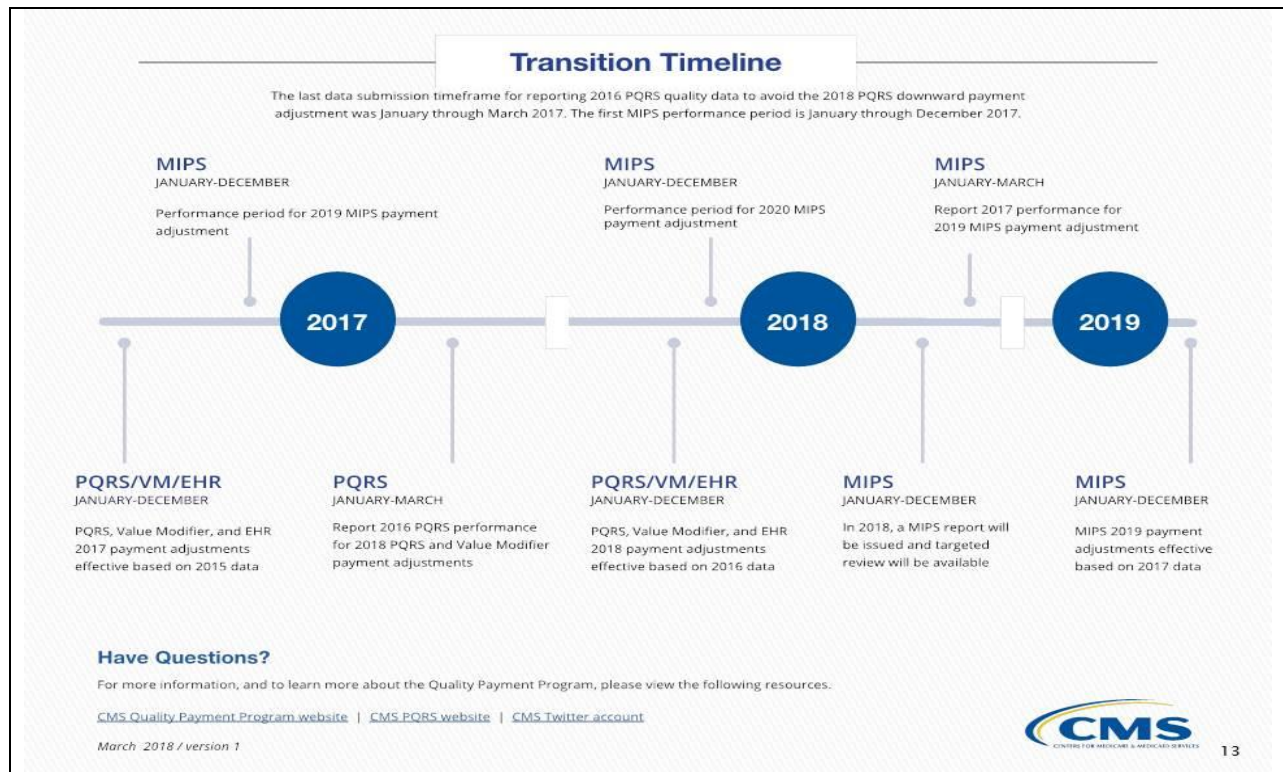 Transition Timeline
The last data submission timeframe for reporting 2016 PQRS quality data to avoid the 2018 PQRS downward payment
adjustment was January through March 2017. The first MIPS performance period is January through December 2017.
MIPS
JANUARY-DECEMBER
Performance period for 2019 MIPS payment
adjustment
MIPS
JANUARY-DECEMBER
Performance period for 2020 MIPS
payment adjustment
MIPS
JANUARY-MARCH
Report 2017 performance for
2019 MIPS payment adjustment
2017
2018
2019
PQRS/VM/EHR
JANUARY-DECEMBER
PQRS, Value Modifier, and EHR
2017 payment adjustments
effective based on 2015 data
PQRS
JANUARY-MARCH
Report 2016 PQRS performance
for 2018 PQRS and Value Modifier
payment adjustments
PQRS/VM/EHR
JANUARY-DECEMBER
PQRS, Value Modifier, and EHR
2018 payment adjustments
effective based on 2016 data
MIPS
JANUARY-DECEMBER
In 2018, a MIPS report will
be issued and targeted
review will be available
MIPS
JANUARY-DECEMBER
MIPS 2019 payment
adjustments effective
based on 2017 data
Have Questions?
For more information, and to learn more about the Quality Payment Program, please view the following resources.
CMS Quality Payment Program website | CMS PQRS website | CMS Twitter account
March 2018 / version 1
CMS
CENTERS FOR MEDICARE & MEDICAID SERVICES
13